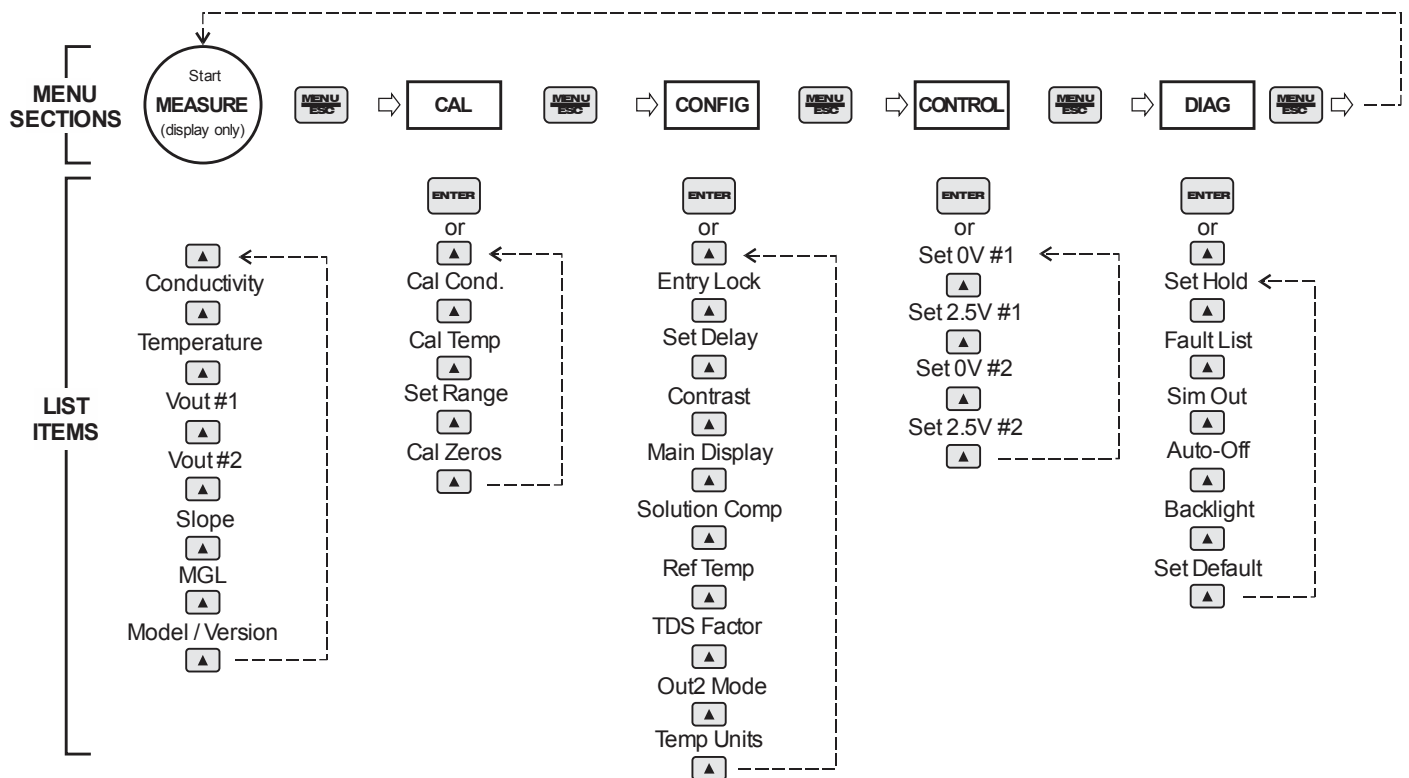 MENU
SECTIONS
Start
MEASURE
(display only)
MENU
ESC
CAL
MENU
ESC
CONFIG
MENU
ESC
CONTROL
MENU
ESC
DIAG
MENU
ESC
LIST
ITEMS
Conductivity
Temperature
Vout #1
Vout #2
Slope
MGL
Model / Version
ENTER
or
Cal Cond.
Cal Temp
Set Range
Cal Zeros
ENTER
or
Entry Lock
Set Delay
Contrast
Main Display
Solution Comp
Ref Temp
TDS Factor
Out2 Mode
Temp Units
ENTER
or
Set 0V #1
Set 2.5V #1
Set 0V #2
Set 2.5V #2
ENTER
or
Set Hold
Fault List
Sim Out
Auto-Off
Backlight
Set Default